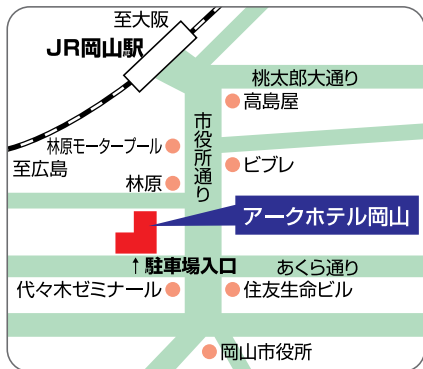 至大阪
JR岡山駅
桃太郎大通り
高島屋
市役所通り
林原モータープール
至広島
ビブレ
林原
アークホテル岡山
↑駐車場入口
あくら通り
代々木ゼミナール
住友生命ビル
岡山市役所